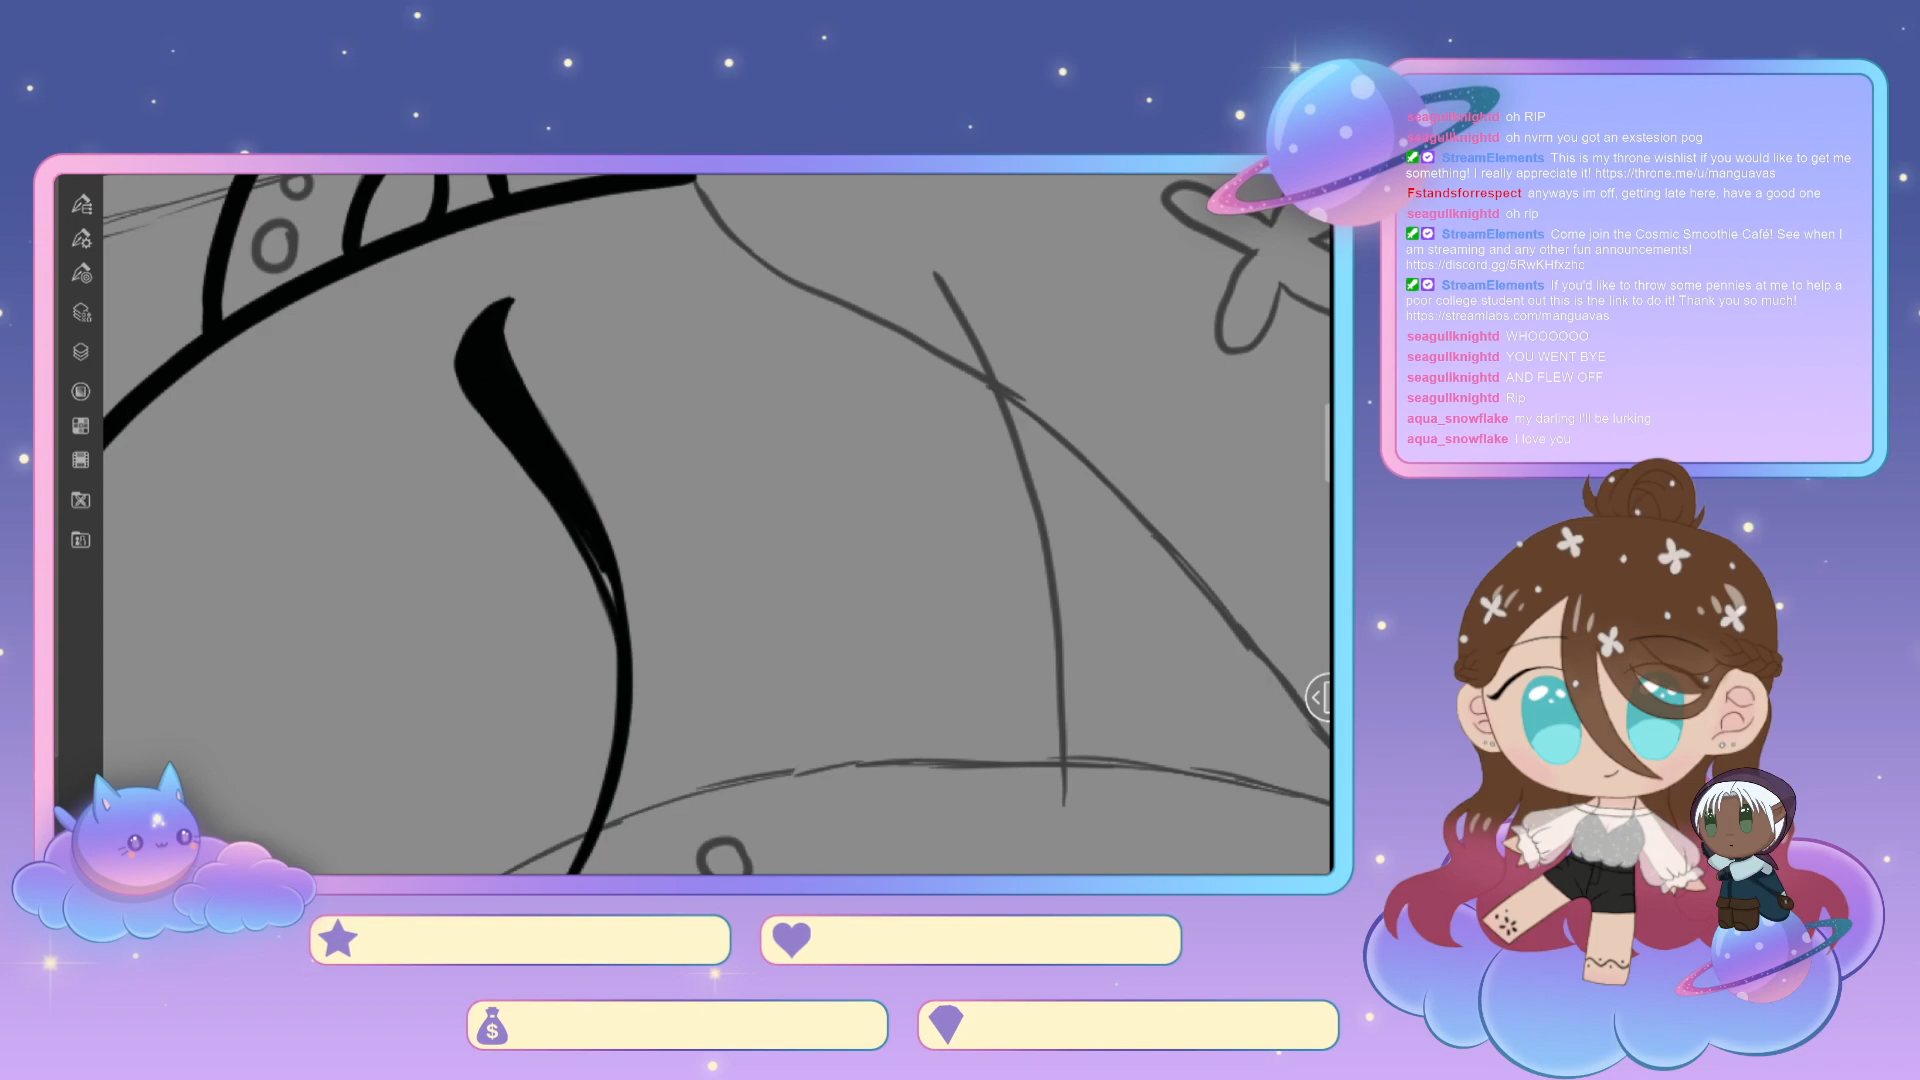 seagullknightd oh RIP
seagullknightd oh nvrm you got an exstesion pog
StreamElements This is my throne wishlist if you would like to get me
something! I really appreciate it! https://throne.me/u/manguavas
Fstandsforrespect anyways im off, getting late here, have a good one
seagullknightd oh rip
StreamElements Come join the Cosmic Smoothie Café! See when I
am streaming and any other fun announcements!
https://discord.gg/5RwKHfxzhc
StreamElements If you'd like to throw some pennies at me to help a
poor college student out this is the link to do it! Thank you so much!
https://streamlabs.com/manguavas
seagullknightd WHOOOOOO
seagullknightd YOU WENT BYE
seagullknightd AND FLEW OFF
seagullknightd Rip
aqua_snowflake my darling I'll be lurking
aqua_snowflake I love you
$